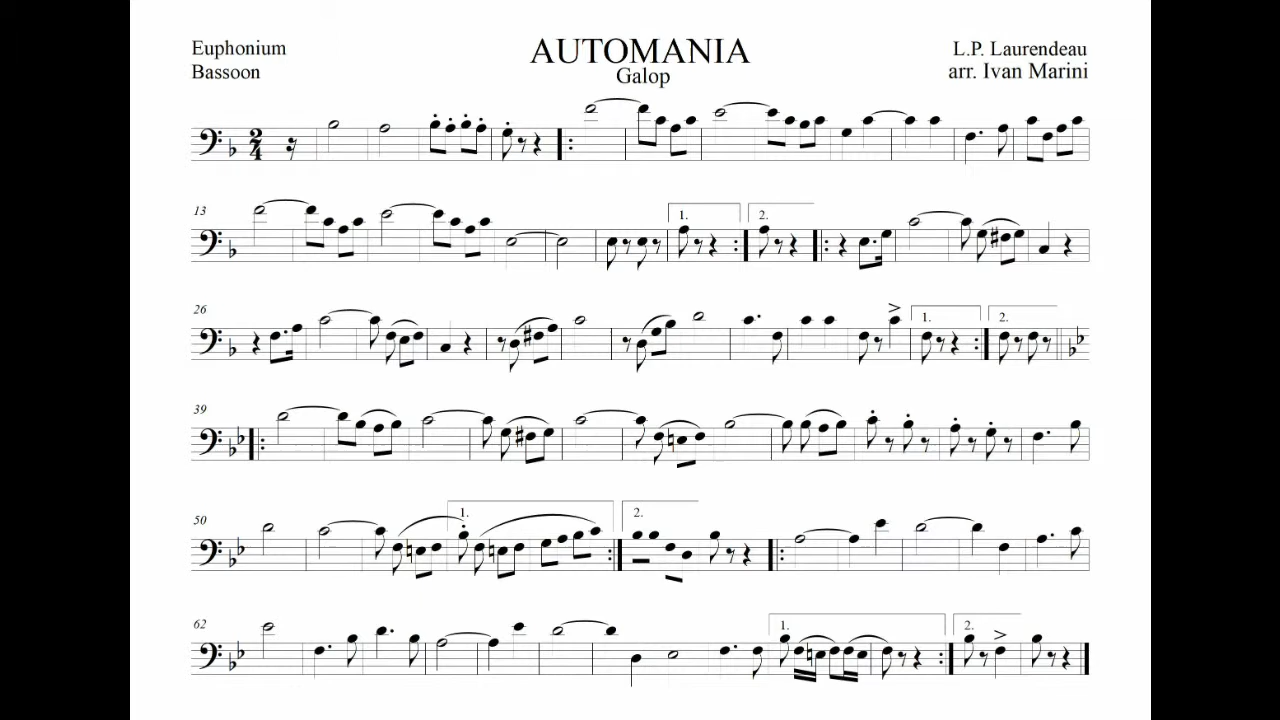 Euphonium
Bassoon
AUTOMANIA
Galop
L.P. Laurendeau
arr. Ivan Marini
2
4
13
1.
2.
26
1.
2.
39
50
1.
2.
62
1.
2.